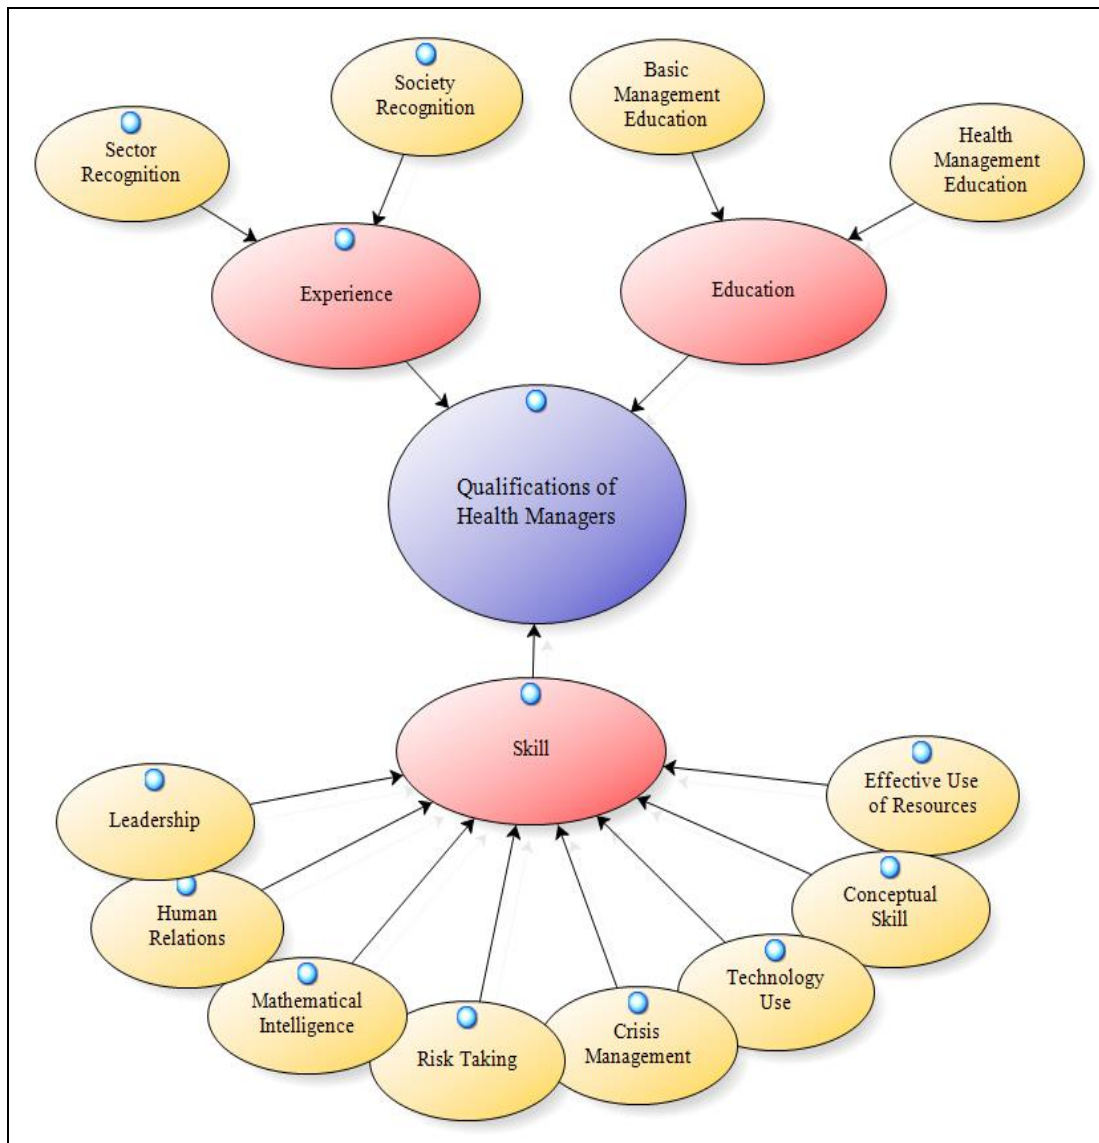 Society
Recognition
Basic
Management
Education
Sector
Recognition
Health
Management
Education
Experience
Education
Qualifications of
Health Managers
Skill
Leadership
Effective Use
of Resources
Human
Relations
Conceptual
Skill
Mathematical
Intelligence
Technology
Use
Risk Taking
Crisis
Management